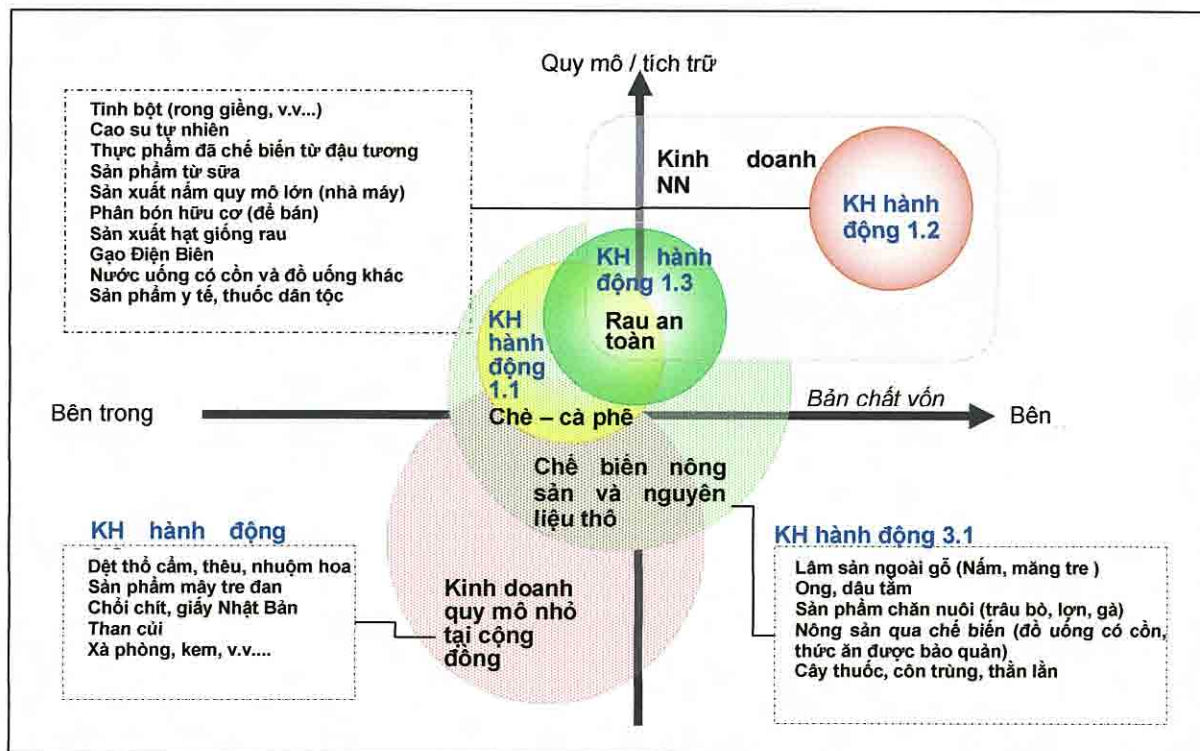 Quy mô / tích trữ
Tinh bột (rong giềng, v.v...)
Cao su tự nhiên
Thực phẩm đã chế biến từ đậu tương
Sản phẩm từ sữa
Sản xuất nấm quy mô lớn (nhà máy)
Phân bón hữu cơ (để bán)
Sản xuất hạt giống rau
Gạo Điện Biên
Nước uống có cồn và đồ uống khác
Sản phẩm y tế, thuốc dân tộc
Kinh doanh
NN
KH hành
động 1.2
KH hành
động 1.3
Rau an
toàn
KH
hành
động
1.1
Chè – cà phê
Bên trong
Bản chất vốn
Bên
Chế biến nông
sản và nguyên
liệu thô
KH hành động
Dệt thổ cẩm, thêu, nhuộm hoa
Sản phẩm mây tre đan
Chổi chít, giấy Nhật Bản
Than củi
Xà phòng, kem, v.v....
Kinh doanh
quy mô nhỏ
tại cộng
đồng
KH hành động 3.1
Lâm sản ngoài gỗ (Nấm, măng tre )
Ong, dâu tằm
Sản phẩm chăn nuôi (trâu bò, lợn, gà)
Nông sản qua chế biến (đồ uống có cồn,
thức ăn được bảo quản)
Cây thuốc, côn trùng, thằn lằn